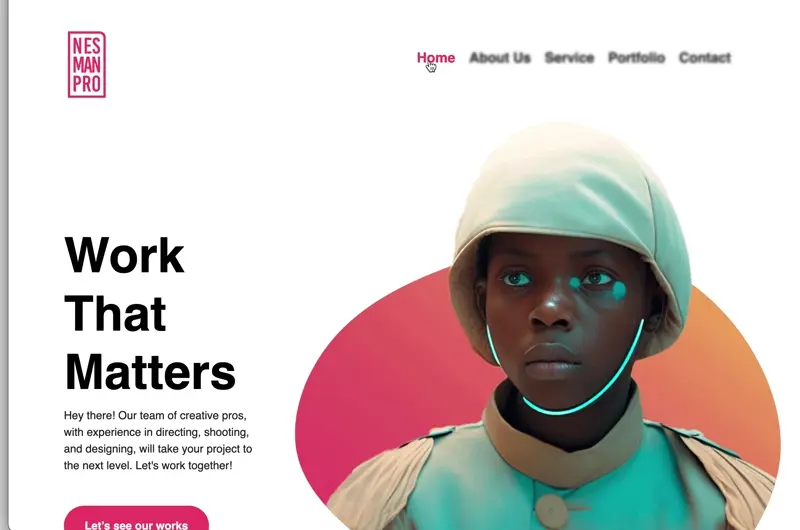 NES
MAN
PRO
Home About Us Service Portfolio Contact
Work
That
Matters
Hey there! Our team of creative pros,
with experience in directing, shooting,
and designing, will take your project to
the next level. Let's work together!
Let's see our works